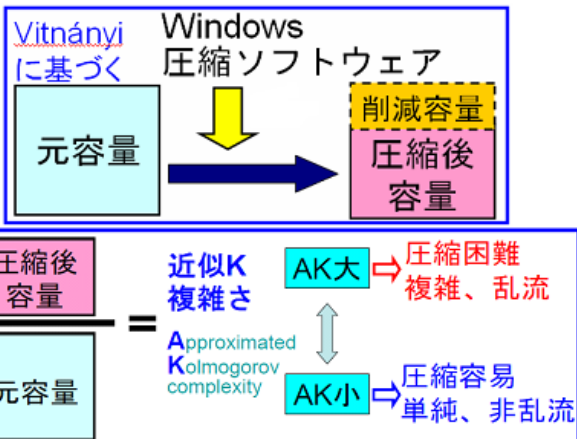 Vitnányi
に基づく
Windows
圧縮ソフトウェア
元容量
削減容量
圧縮後
容量
圧縮後
容量
元容量
=
近似K
複雑さ
Approximated
Kolmogorov
complexity
AK大
圧縮困難
複雑、乱流
AK小
圧縮容易
単純、非乱流